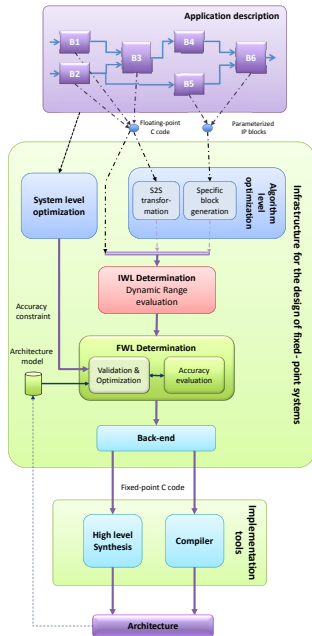 Application description
B1
B2
B3
B4
B5
B6
Floating-point
C code
Parameterized
IP blocks
System level
optimization
S2S
transfor-
mation
Specific
block
generation
Algorithm
level
optimization
Infrastructure for the design of fixed- point systems
IWL Determination
Dynamic Range
evaluation
Accuracy
constraint
Architecture
model
FWL Determination
Validation &
Optimization
Accuracy
evaluation
Back-end
Fixed-point C code
High level
Synthesis
Compiler
Implementation
tools
Architecture